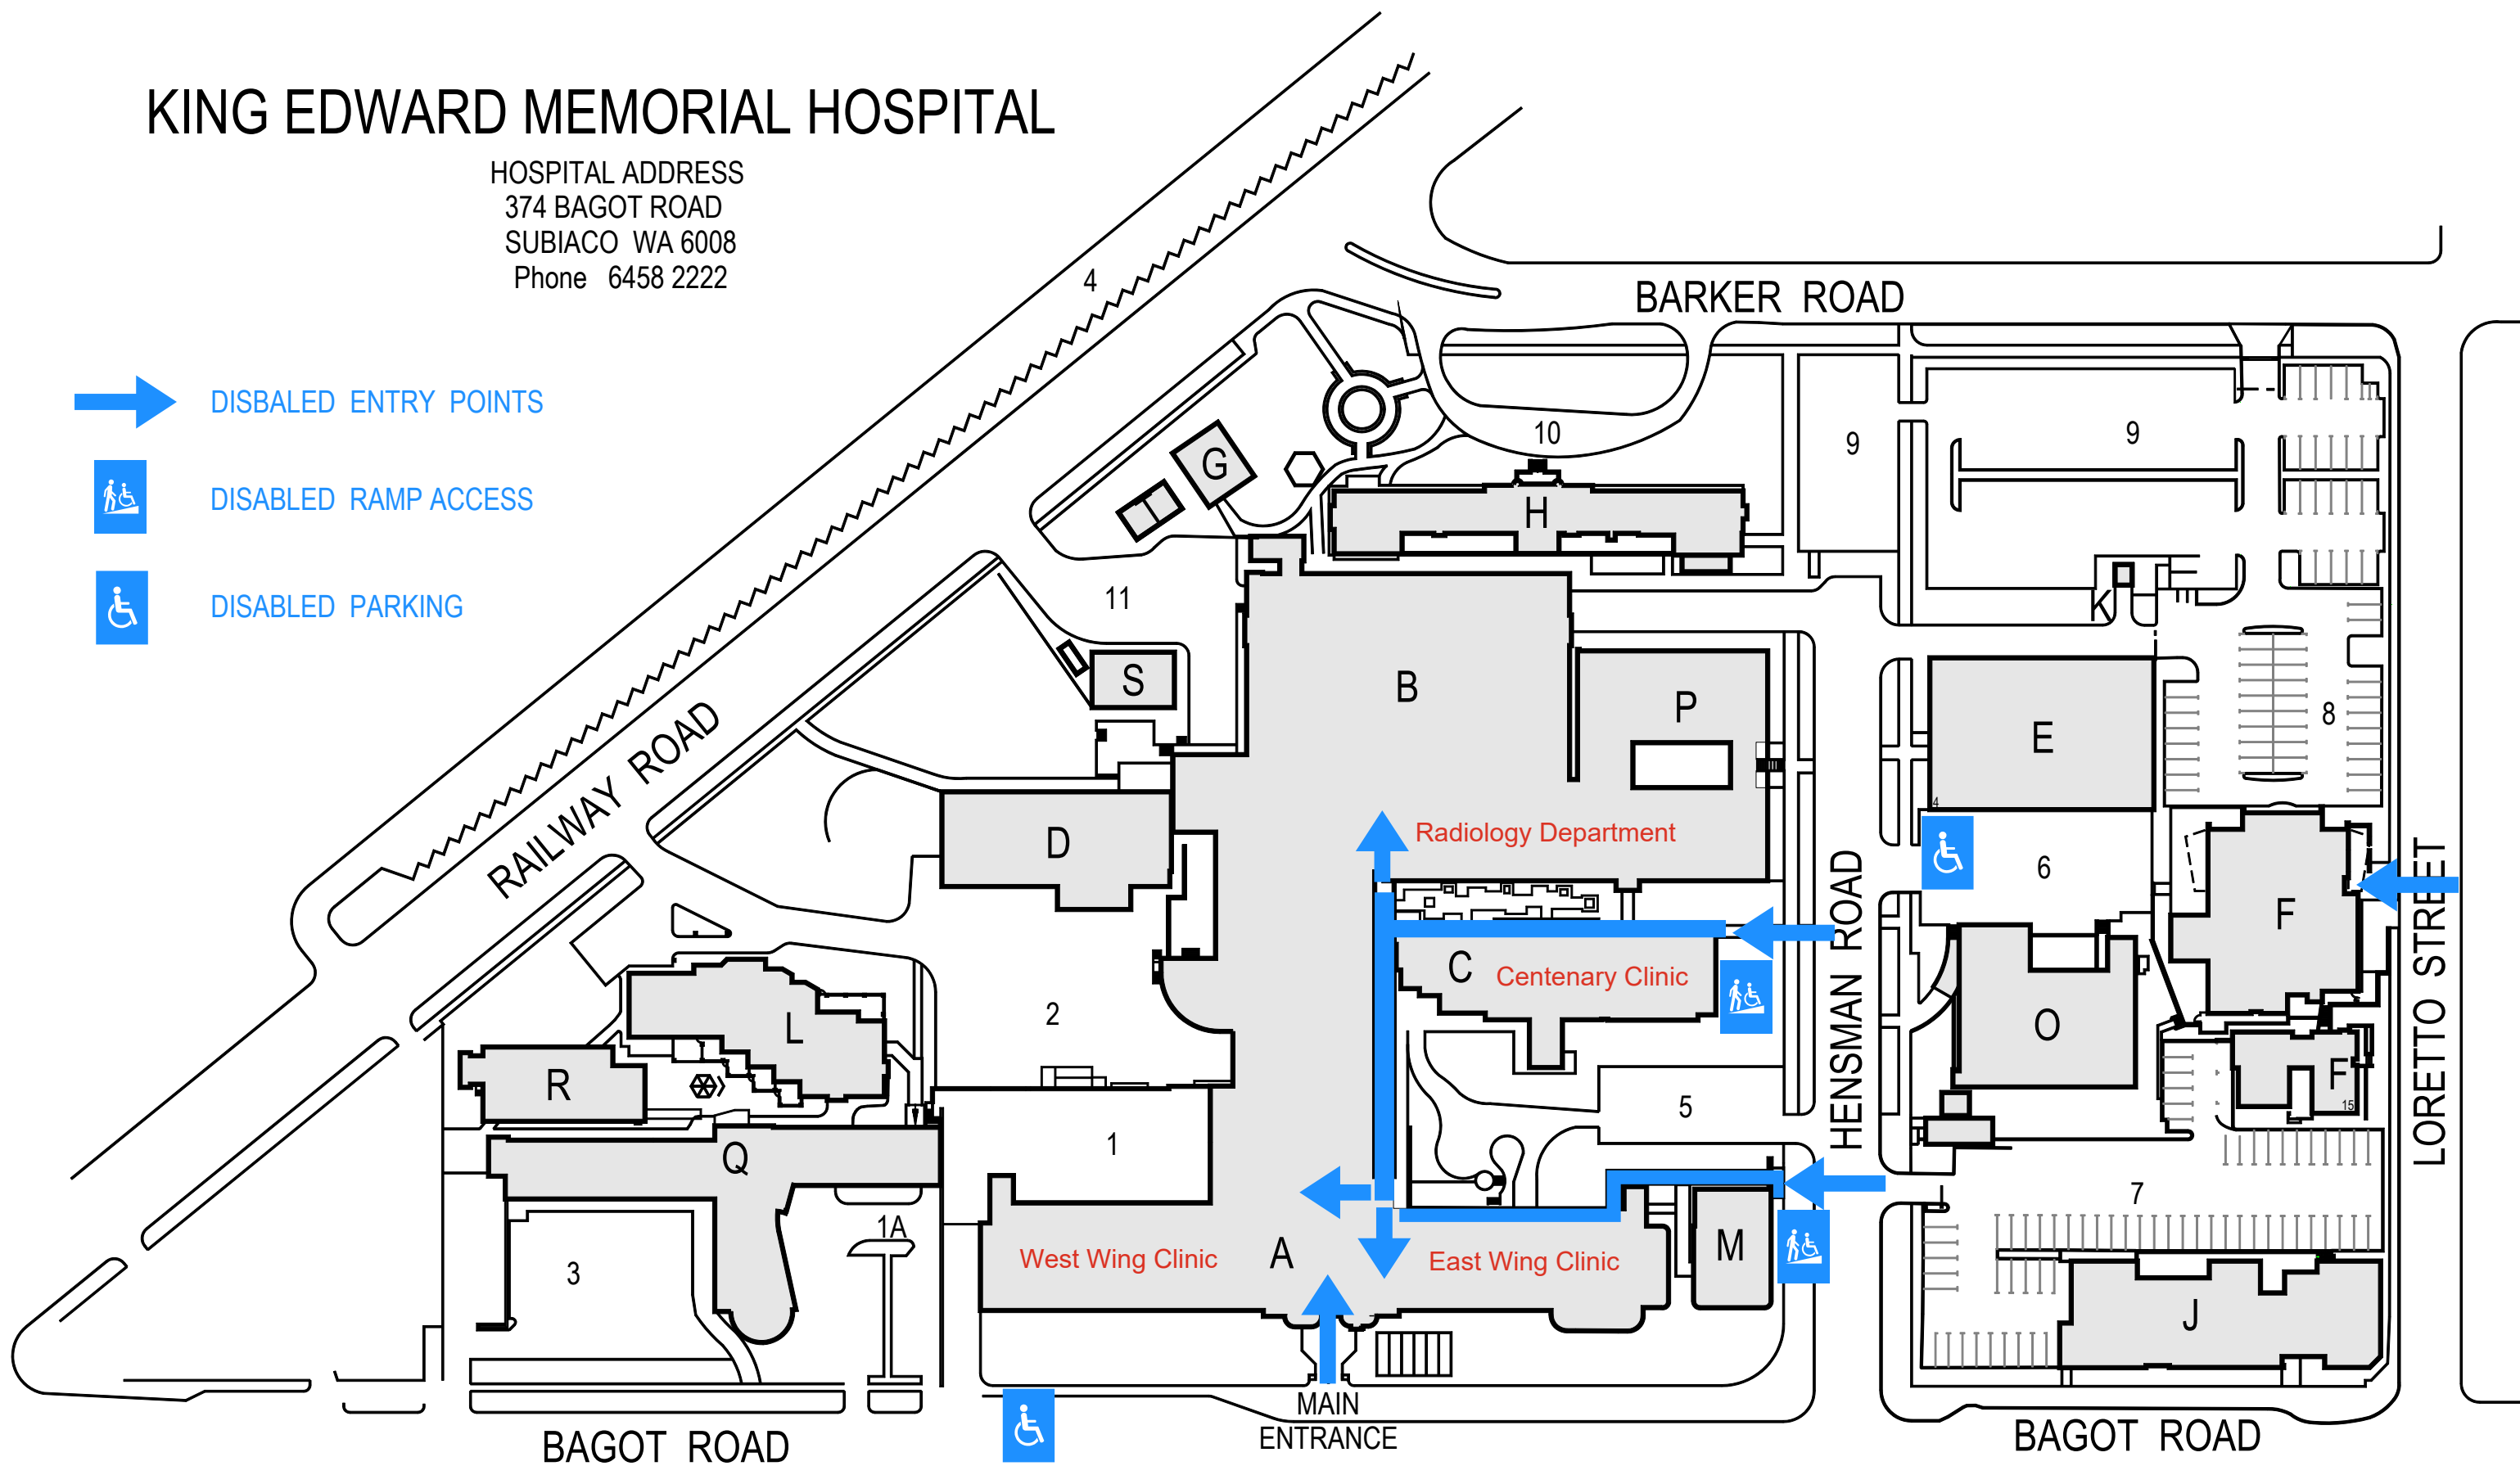 KING EDWARD MEMORIAL HOSPITAL
HOSPITAL ADDRESS
374 BAGOT ROAD
SUBIACO WA 6008
Phone 6458 2222
DISBALED ENTRY POINTS
DISABLED RAMP ACCESS
DISABLED PARKING
4
BARKER ROAD
10
9
9
G
I
H
11
K
S
B
P
E
8
RAILWAY ROAD
4
D
Radiology Department
6
F
C
Centenary Clinic
HENSMAN ROAD
LORETTO STREET
L
2
O
R
F
15
5
1
Q
7
1A
3
West Wing Clinic
A
East Wing Clinic
M
J
MAIN
ENTRANCE
BAGOT ROAD
BAGOT ROAD